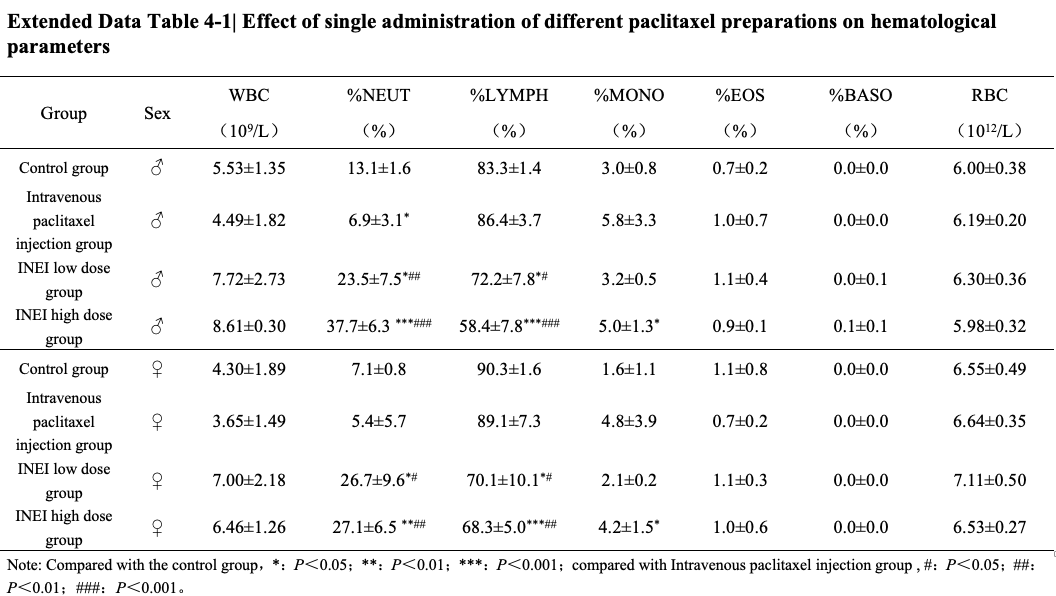 Extended Data Table 4-1| Effect of single administration of different paclitaxel preparations on hematological
parameters
Group Sex WBC %NEUT %LYMPH %MONO %EOS %BASO RBC
（10⁹/L） （%） （%） （%） （%） （%） （10¹²/L）
Control group ♂ 5.53±1.35 13.1±1.6 83.3±1.4 3.0±0.8 0.7±0.2 0.0±0.0 6.00±0.38
Intravenous
paclitaxel ♂ 4.49±1.82 6.9±3.1* 86.4±3.7 5.8±3.3 1.0±0.7 0.0±0.0 6.19±0.20
injection group
INEI low dose
group ♂ 7.72±2.73 23.5±7.5*## 72.2±7.8*# 3.2±0.5 1.1±0.4 0.0±0.1 6.30±0.36
INEI high dose
group ♂ 8.61±0.30 37.7±6.3 ***### 58.4±7.8***### 5.0±1.3* 0.9±0.1 0.1±0.1 5.98±0.32
Control group ♀ 4.30±1.89 7.1±0.8 90.3±1.6 1.6±1.1 1.1±0.8 0.0±0.0 6.55±0.49
Intravenous
paclitaxel ♀ 3.65±1.49 5.4±5.7 89.1±7.3 4.8±3.9 0.7±0.2 0.0±0.0 6.64±0.35
injection group
INEI low dose
group ♀ 7.00±2.18 26.7±9.6*# 70.1±10.1*# 2.1±0.2 1.1±0.3 0.0±0.0 7.11±0.50
INEI high dose
group ♀ 6.46±1.26 27.1±6.5 **## 68.3±5.0***## 4.2±1.5* 1.0±0.6 0.0±0.0 6.53±0.27
Note: Compared with the control group，*：P＜0.05；**：P＜0.01；***：P＜0.001；compared with Intravenous paclitaxel injection group , #：P＜0.05；##：
P＜0.01；###：P＜0.001。